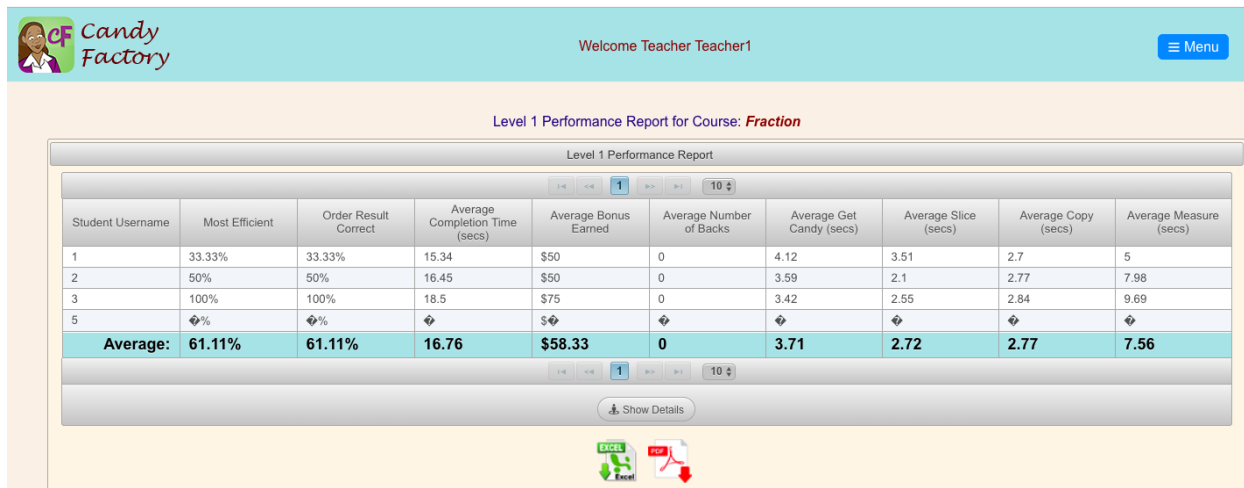 CF Candy
Factory
Welcome Teacher Teacher1
≡ Menu
Level 1 Performance Report for Course: Fraction
Level 1 Performance Report
1 10
Student Username Most Efficient Order Result Correct Average Completion Time (secs) Average Bonus Earned Average Number of Backs Average Get Candy (secs) Average Slice (secs) Average Copy (secs) Average Measure (secs)
1 33.33% 33.33% 15.34 $50 0 4.12 3.51 2.7 5
2 50% 50% 16.45 $50 0 3.59 2.1 2.77 7.98
3 100% 100% 18.5 $75 0 3.42 2.55 2.84 9.69
5 �% �% � $� � � � � �
Average: 61.11% 61.11% 16.76 $58.33 0 3.71 2.72 2.77 7.56
1 10
Show Details
EXCEL Excel PDF